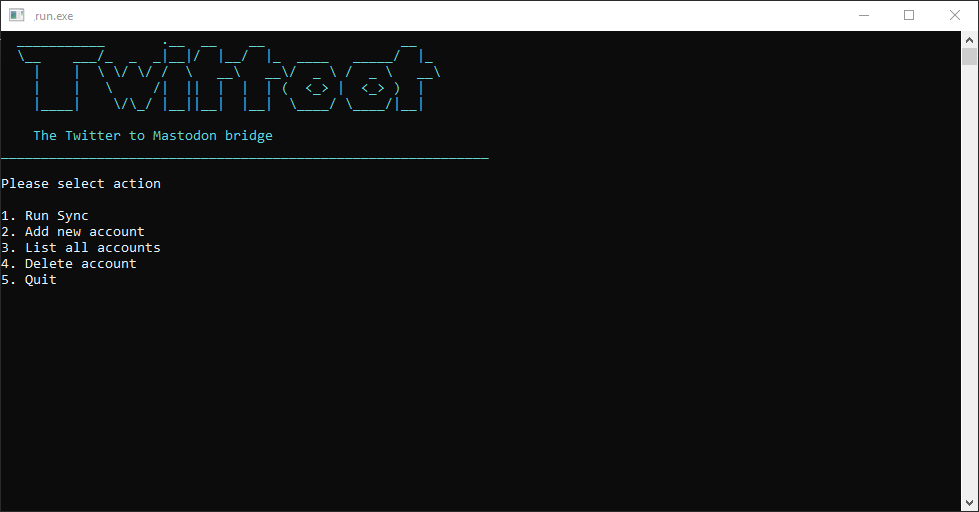 run.exe
Twittoot
The Twitter to Mastodon bridge
Please select action
1. Run Sync
2. Add new account
3. List all accounts
4. Delete account
5. Quit